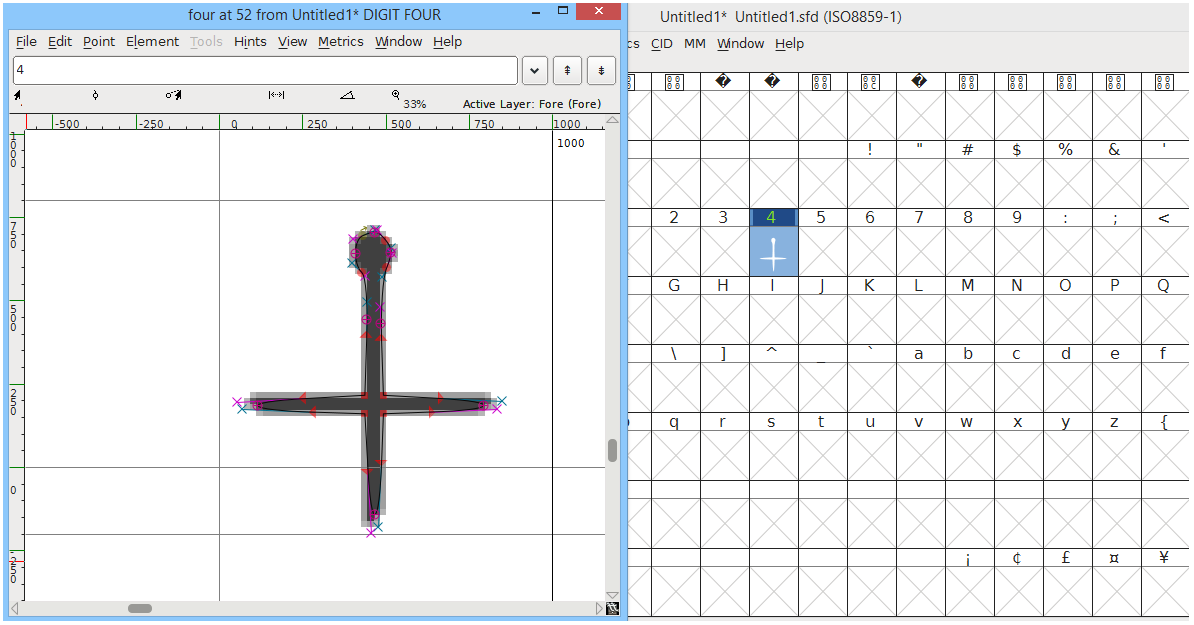 four at 52 from Untitled1* DIGIT FOUR
File Edit Point Element Tools Hints View Metrics Window Help
4
33% Active Layer: Fore (Fore)
-500 -250 0 250 500 750 1000
1000
1000
750
500
250
0
-250
Untitled1* Untitled1.sfd (ISO8859-1)
cs CID MM Window Help
! " # $ % & '
2 3 4 5 6 7 8 9 : ; <
G H I J K L M N O P Q
\ ] ^ _ ` a b c d e f
q r s t u v w x y z {
¡ ¢ £ ¤ ¥